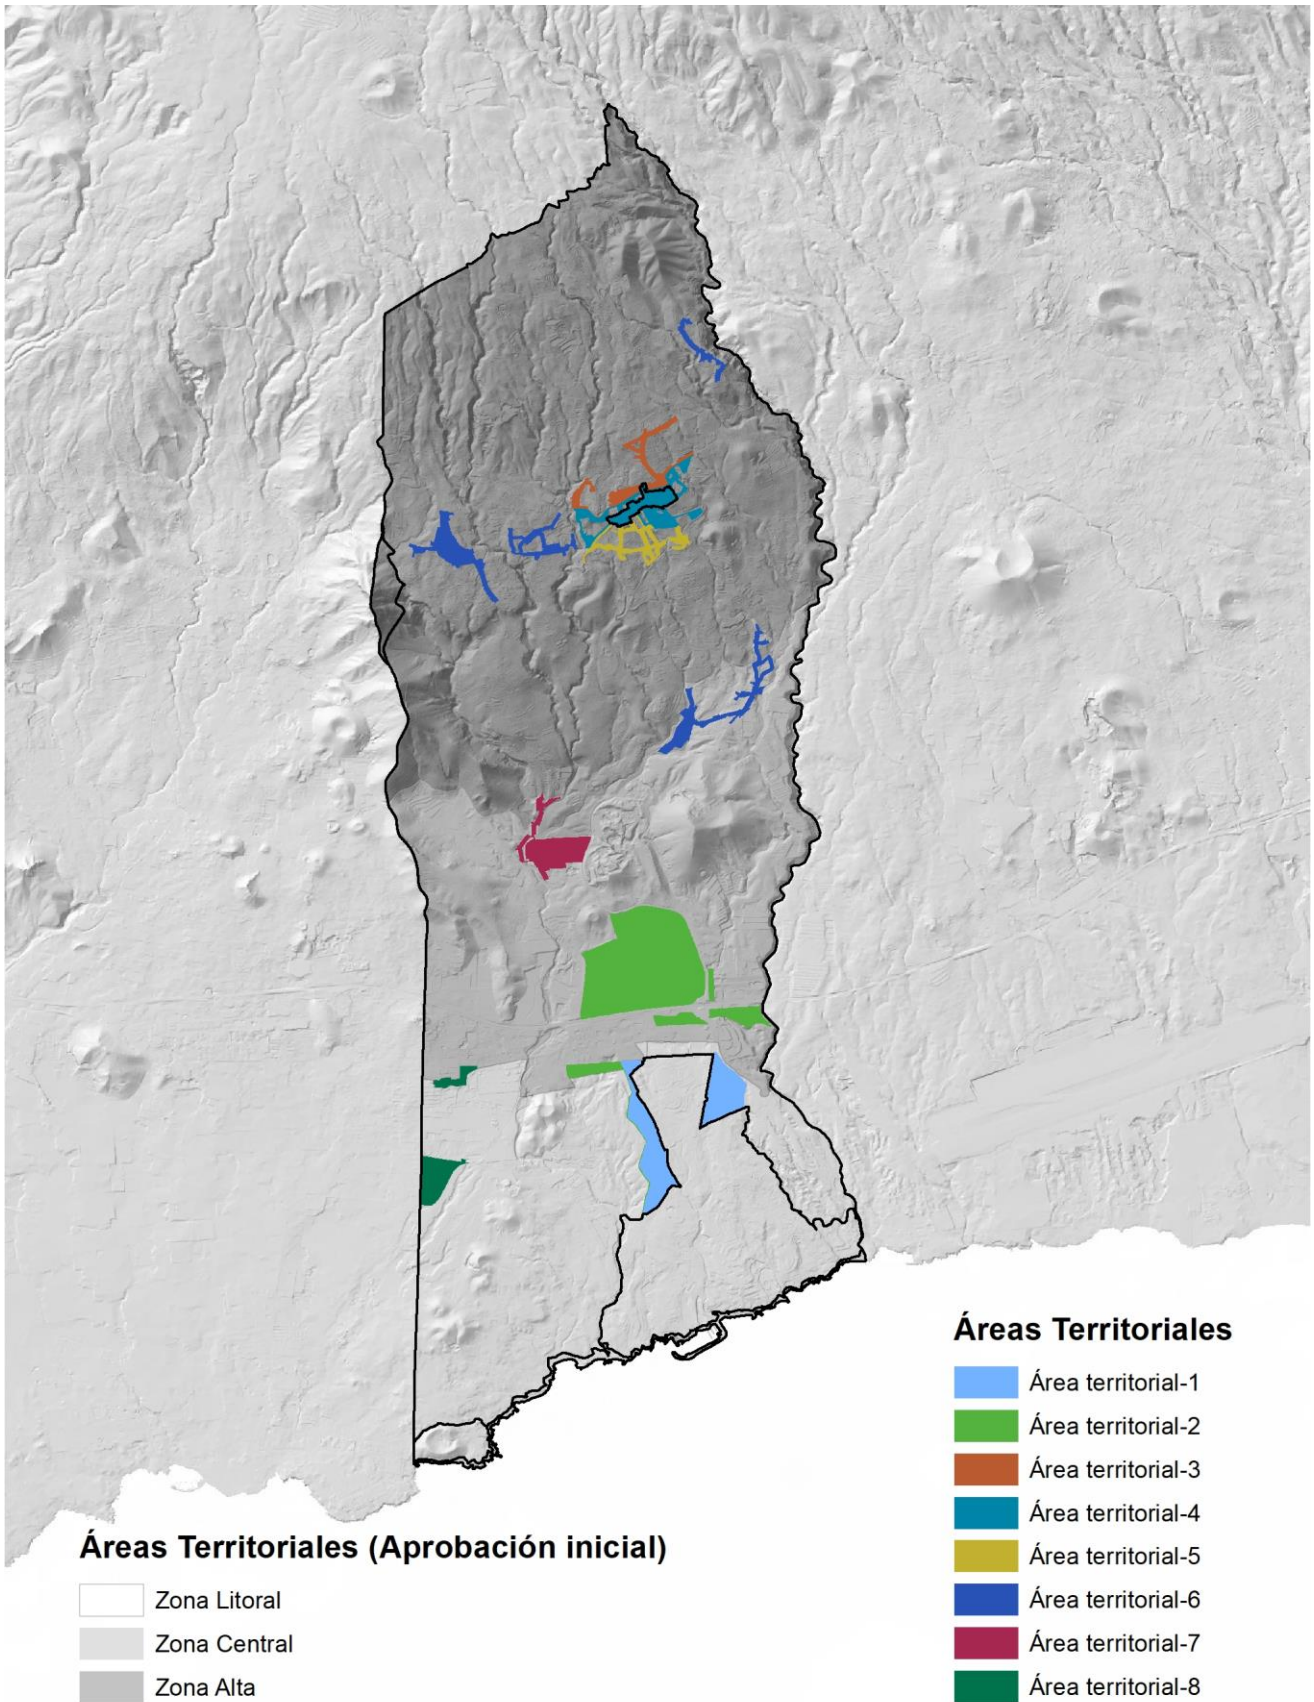 Áreas Territoriales
Área territorial-1
Área territorial-2
Área territorial-3
Área territorial-4
Área territorial-5
Área territorial-6
Área territorial-7
Área territorial-8
Áreas Territoriales (Aprobación inicial)
Zona Litoral
Zona Central
Zona Alta